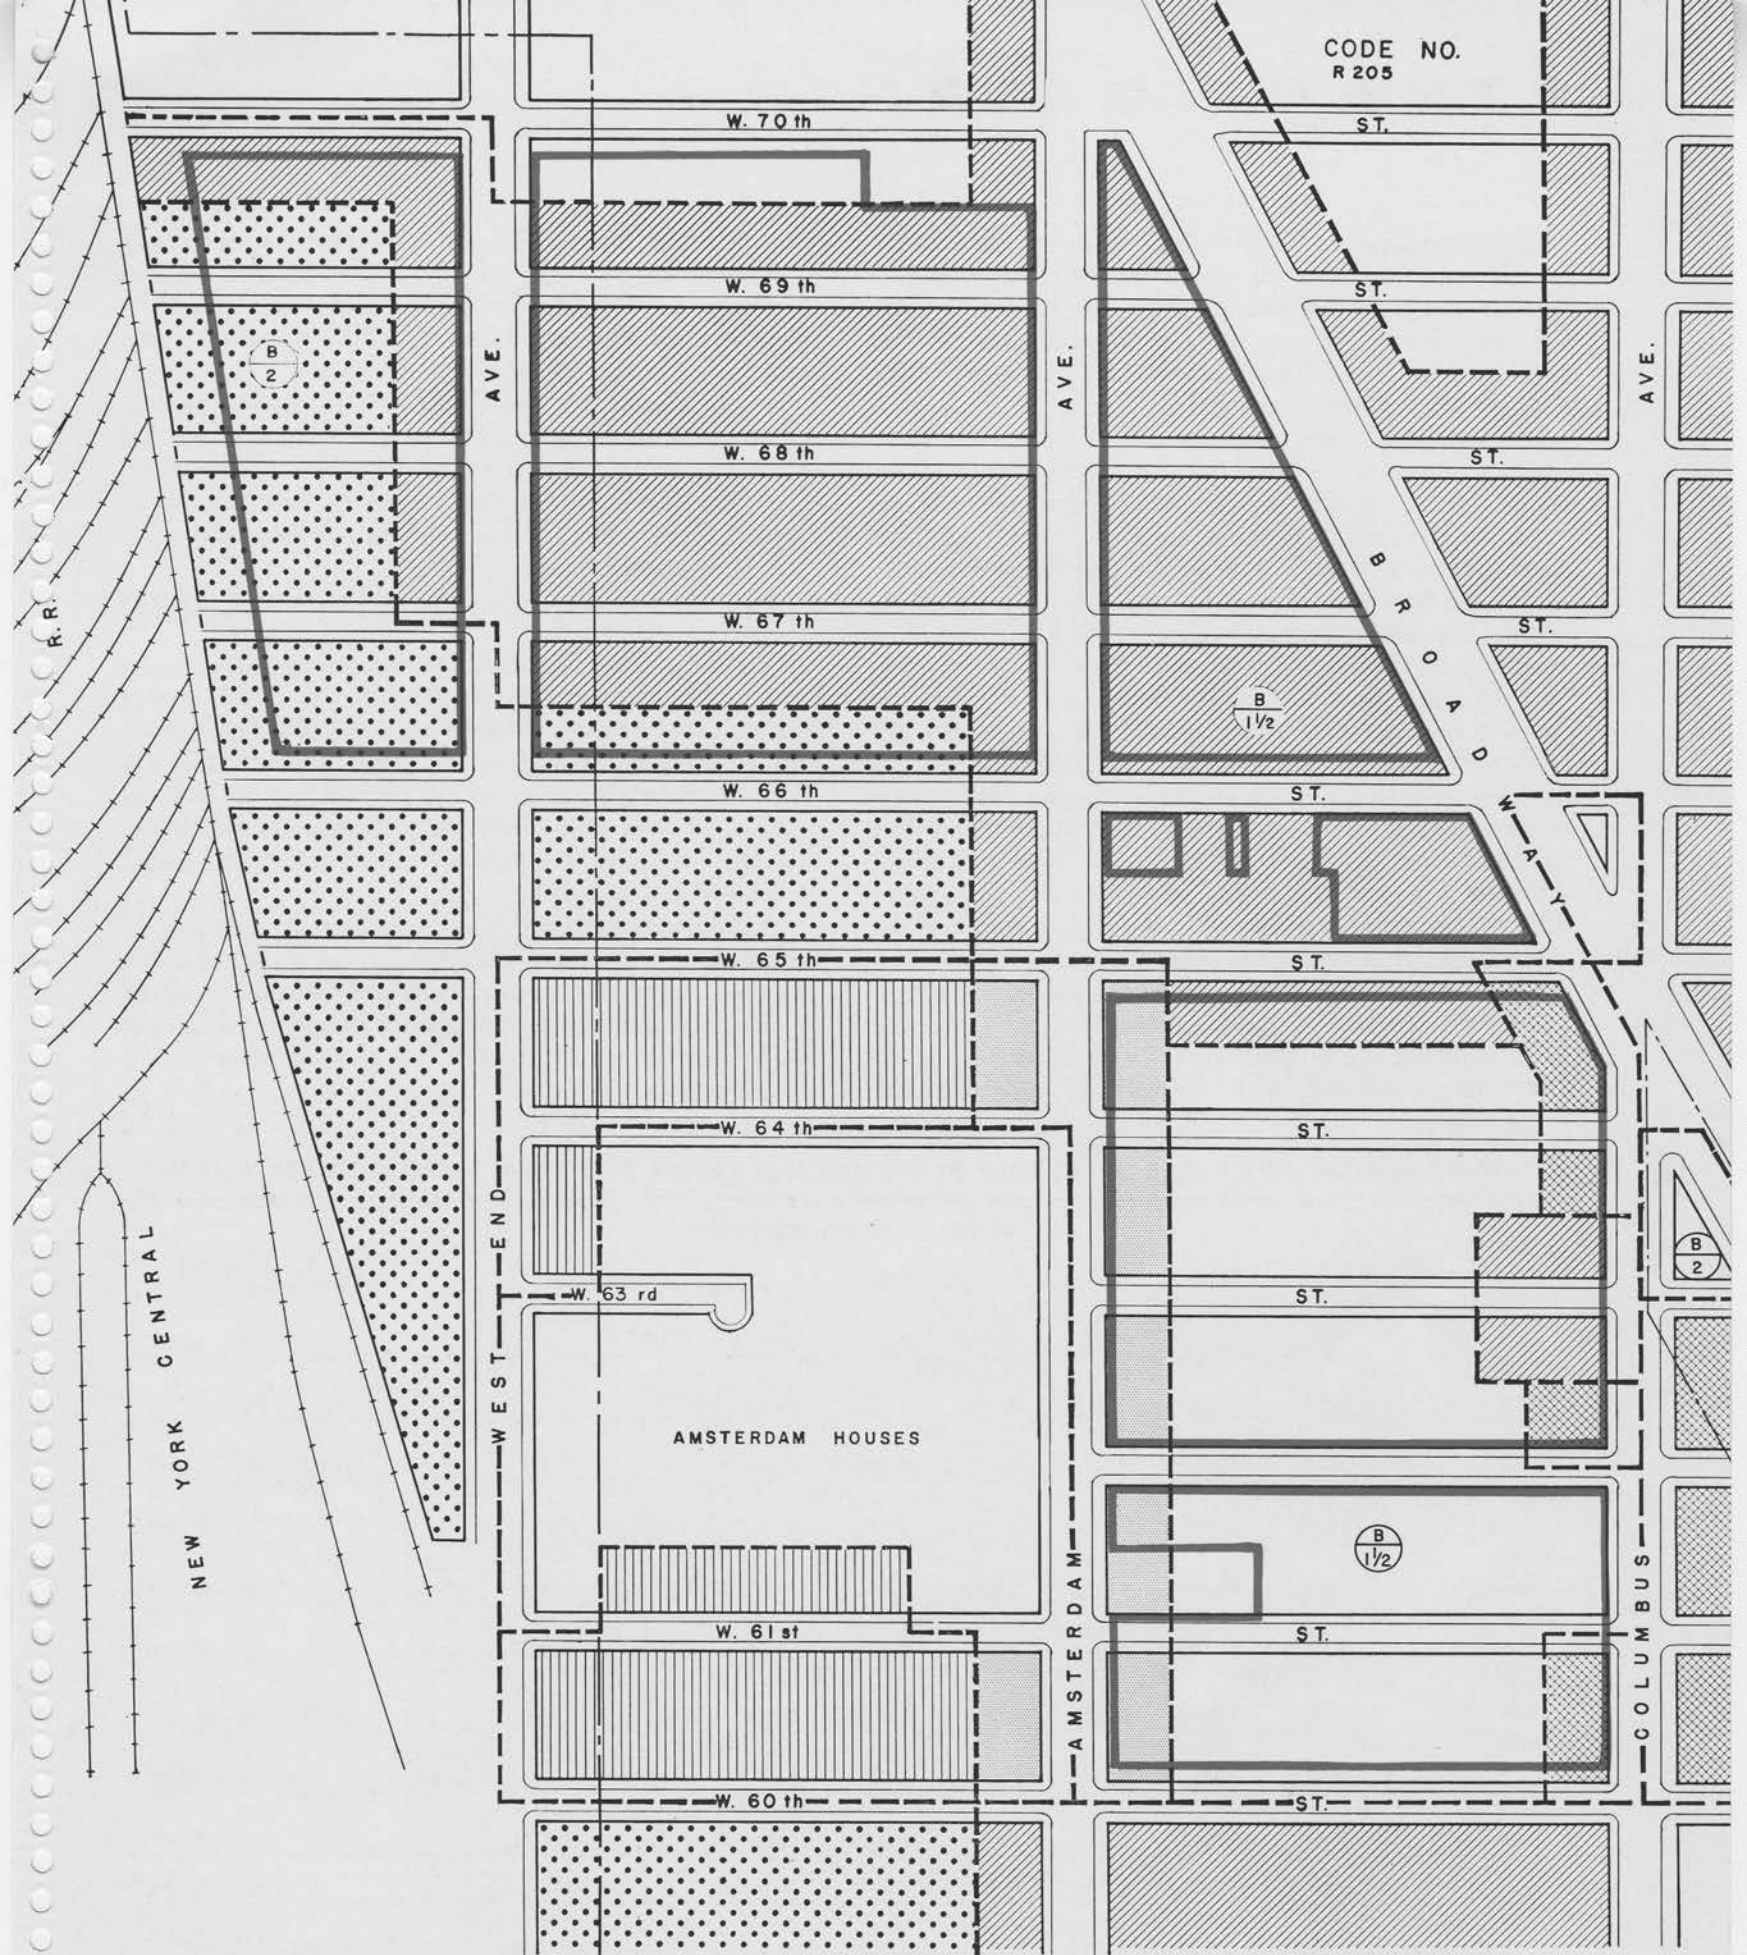 CODE NO.
R 205
W. 70 th
ST.
W. 69 th
ST.
B
2
AVE.
AVE.
AVE.
W. 68 th
ST.
BROADWAY
R.R.
W. 67 th
ST.
B
1 1/2
W. 66 th
ST.
W. 65 th
ST.
W. 64 th
ST.
WEST END
NEW YORK CENTRAL
B
2
W. 63 rd
ST.
AMSTERDAM HOUSES
AMSTERDAM
COLUMBUS
B
1 1/2
W. 61 st
ST.
W. 60 th
ST.